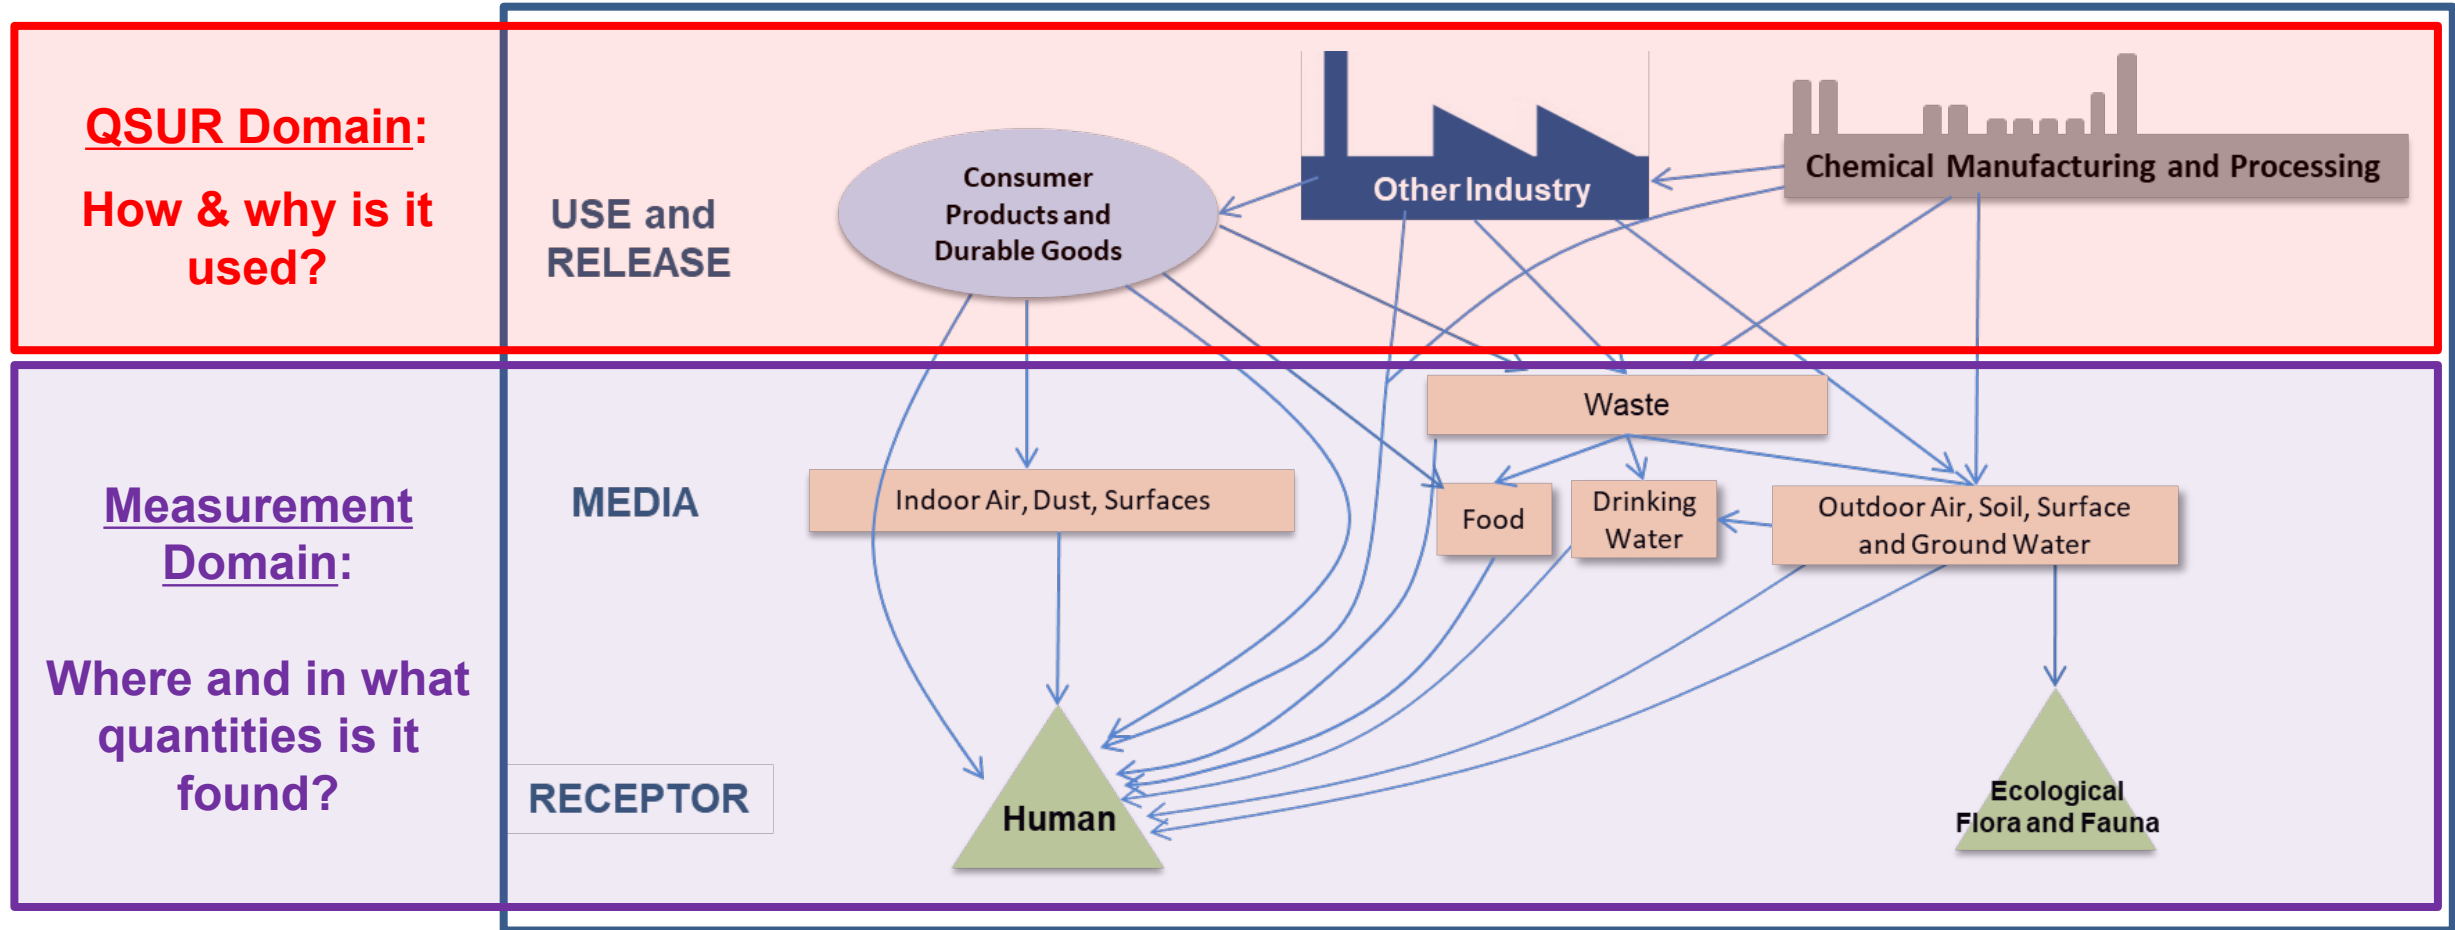 QSUR Domain:
How & why is it
used?
USE and
RELEASE
Consumer
Products and
Durable Goods
Other Industry
Chemical Manufacturing and Processing
Measurement
Domain:
Where and in what
quantities is it
found?
MEDIA
Waste
Indoor Air, Dust, Surfaces
Food
Drinking
Water
Outdoor Air, Soil, Surface
and Ground Water
RECEPTOR
Human
Ecological
Flora and Fauna